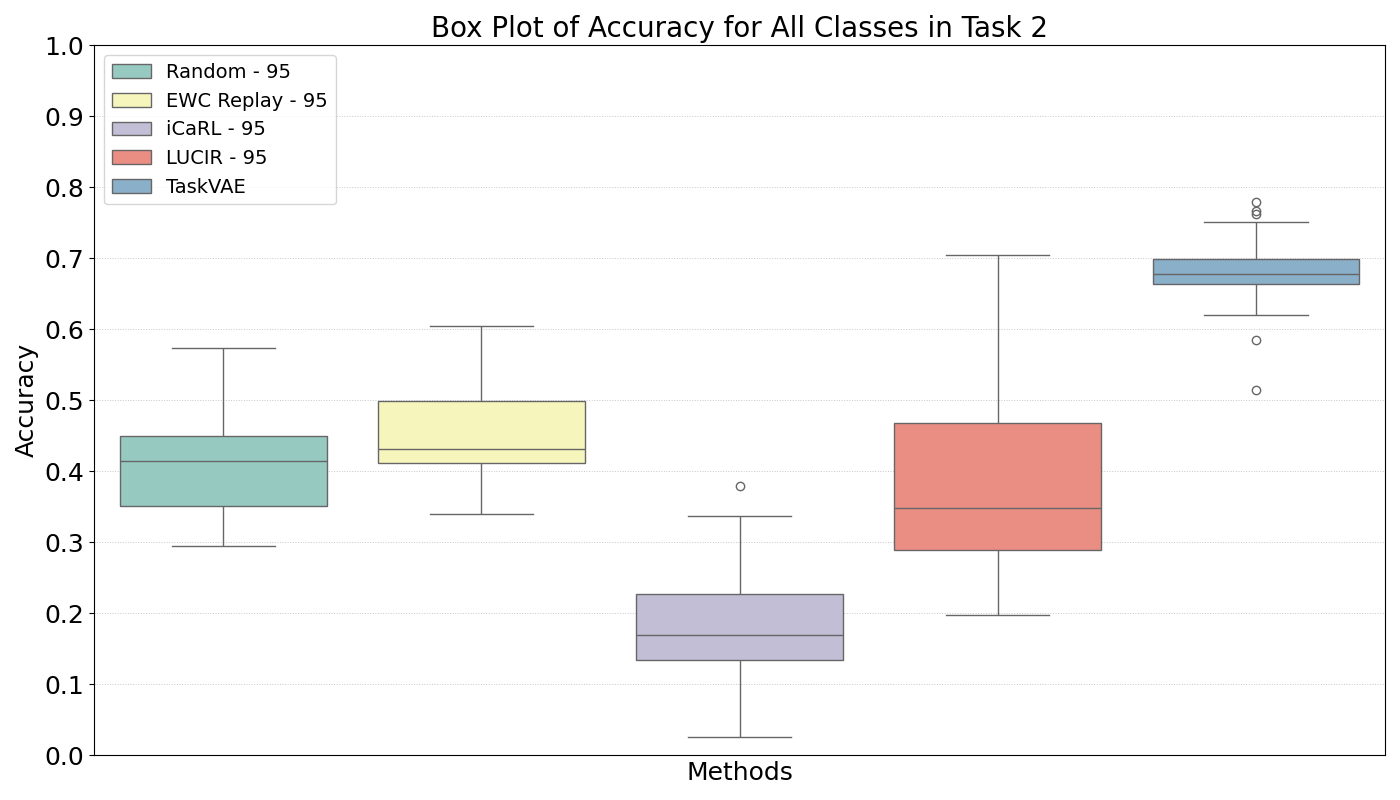 Box Plot of Accuracy for All Classes in Task 2
1.0
0.9
0.8
0.7
0.6
0.5
0.4
0.3
0.2
0.1
0.0
Accuracy
Random - 95
EWC Replay - 95
iCaRL - 95
LUCIR - 95
TaskVAE
Methods